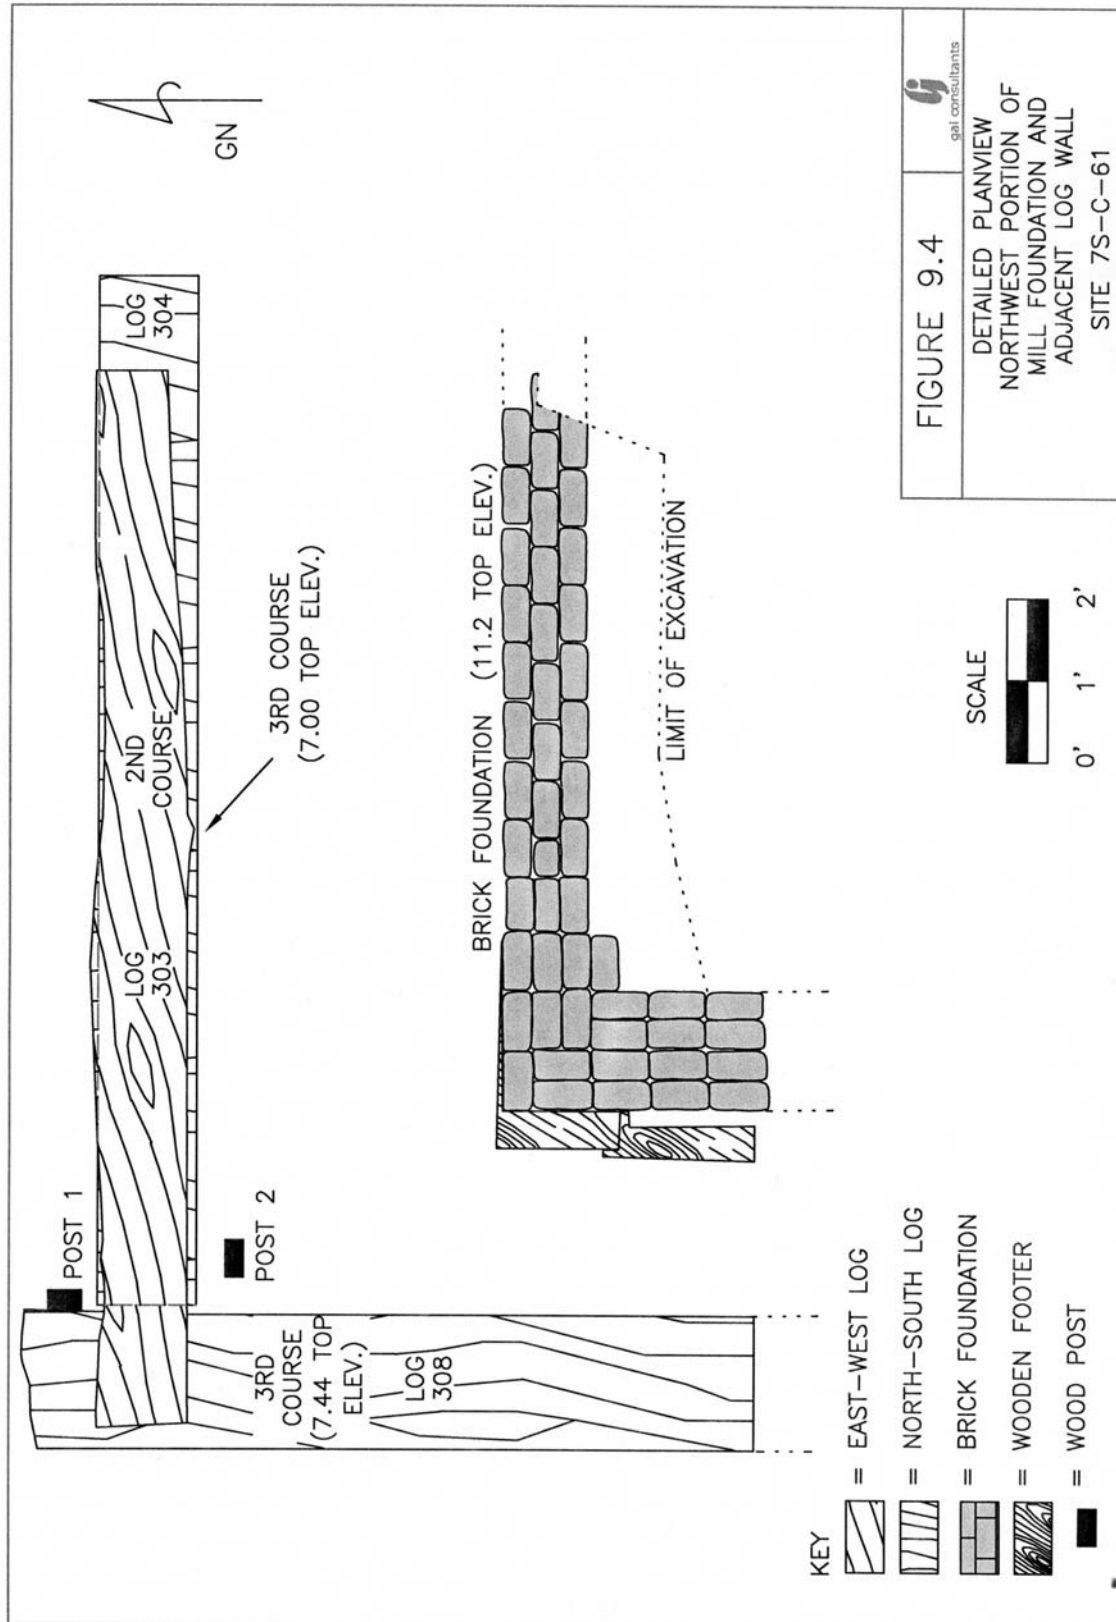 GN
POST 1
POST 2
LOG
304
LOG
303
2ND
COURSE
3RD COURSE
(7.00 TOP ELEV.)
3RD
COURSE
(7.44 TOP
ELEV.)
LOG
308
BRICK FOUNDATION (11.2 TOP ELEV.)
LIMIT OF EXCAVATION
KEY
= EAST-WEST LOG
= NORTH-SOUTH LOG
= BRICK FOUNDATION
= WOODEN FOOTER
= WOOD POST
SCALE
0' 1' 2'
FIGURE 9.4
gai consultants
DETAILED PLANVIEW
NORTHWEST PORTION OF
MILL FOUNDATION AND
ADJACENT LOG WALL
SITE 7S-C-61